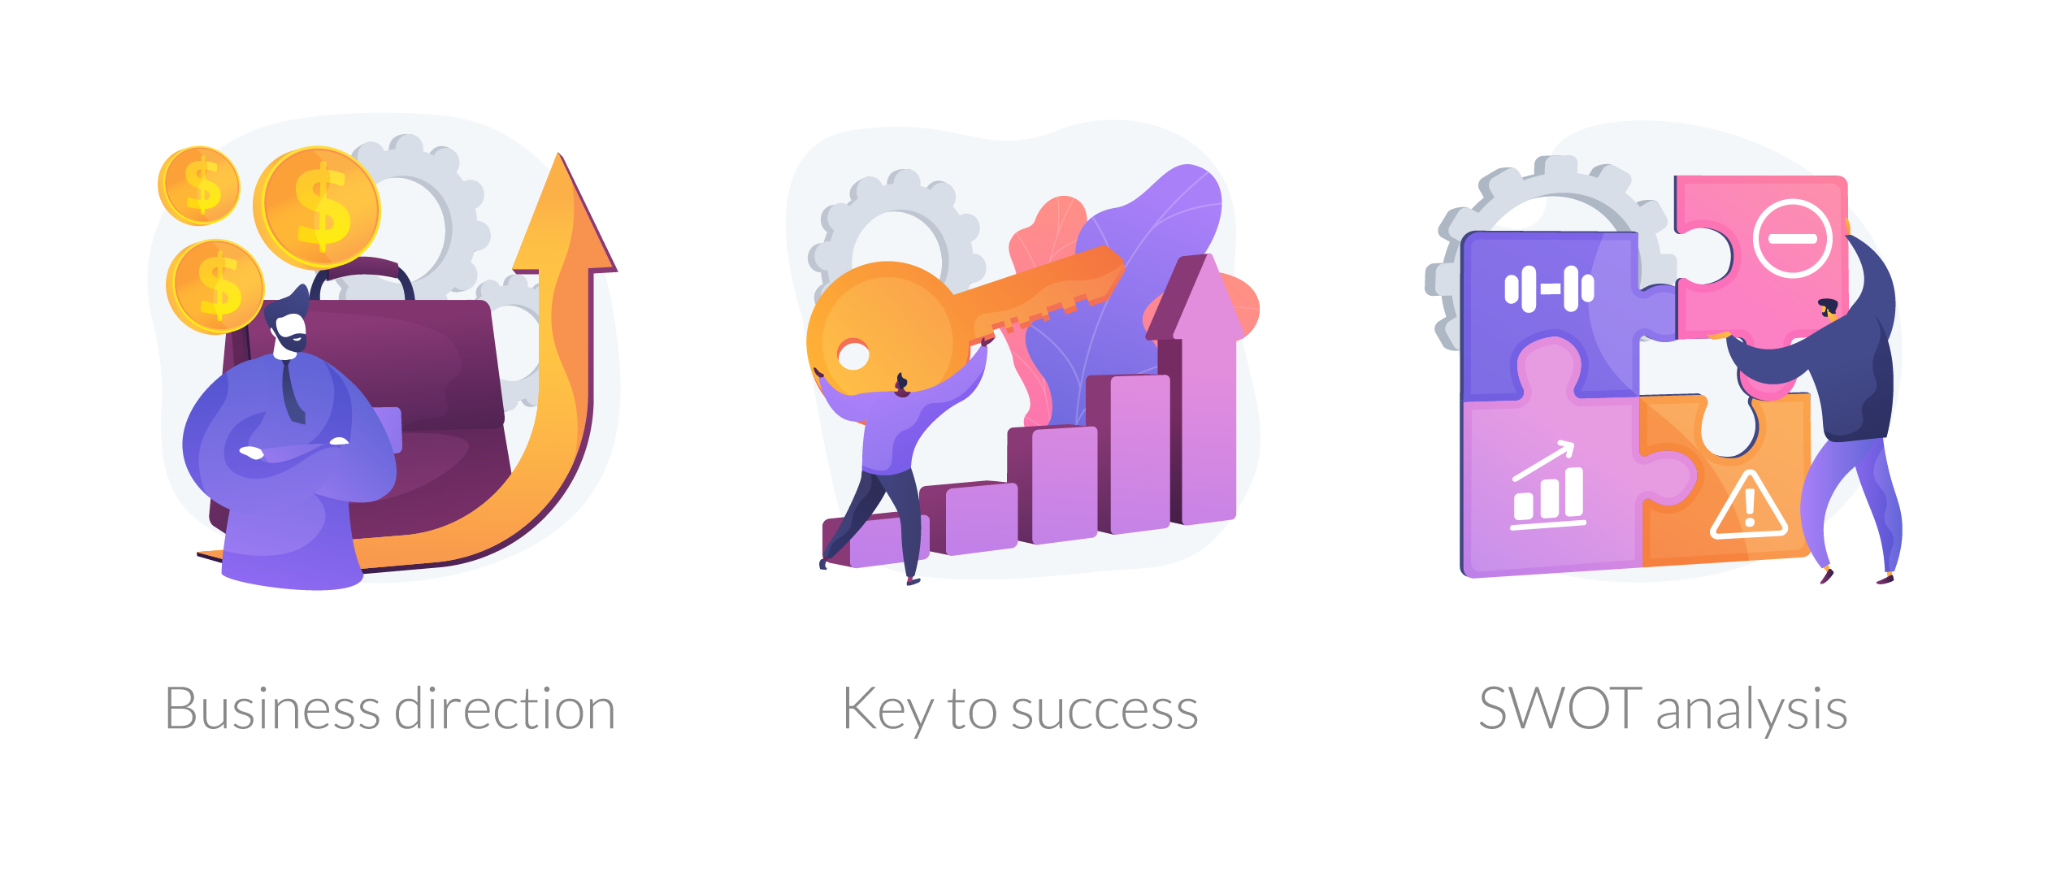 $
$
$
Business direction
Key to success
SWOT analysis